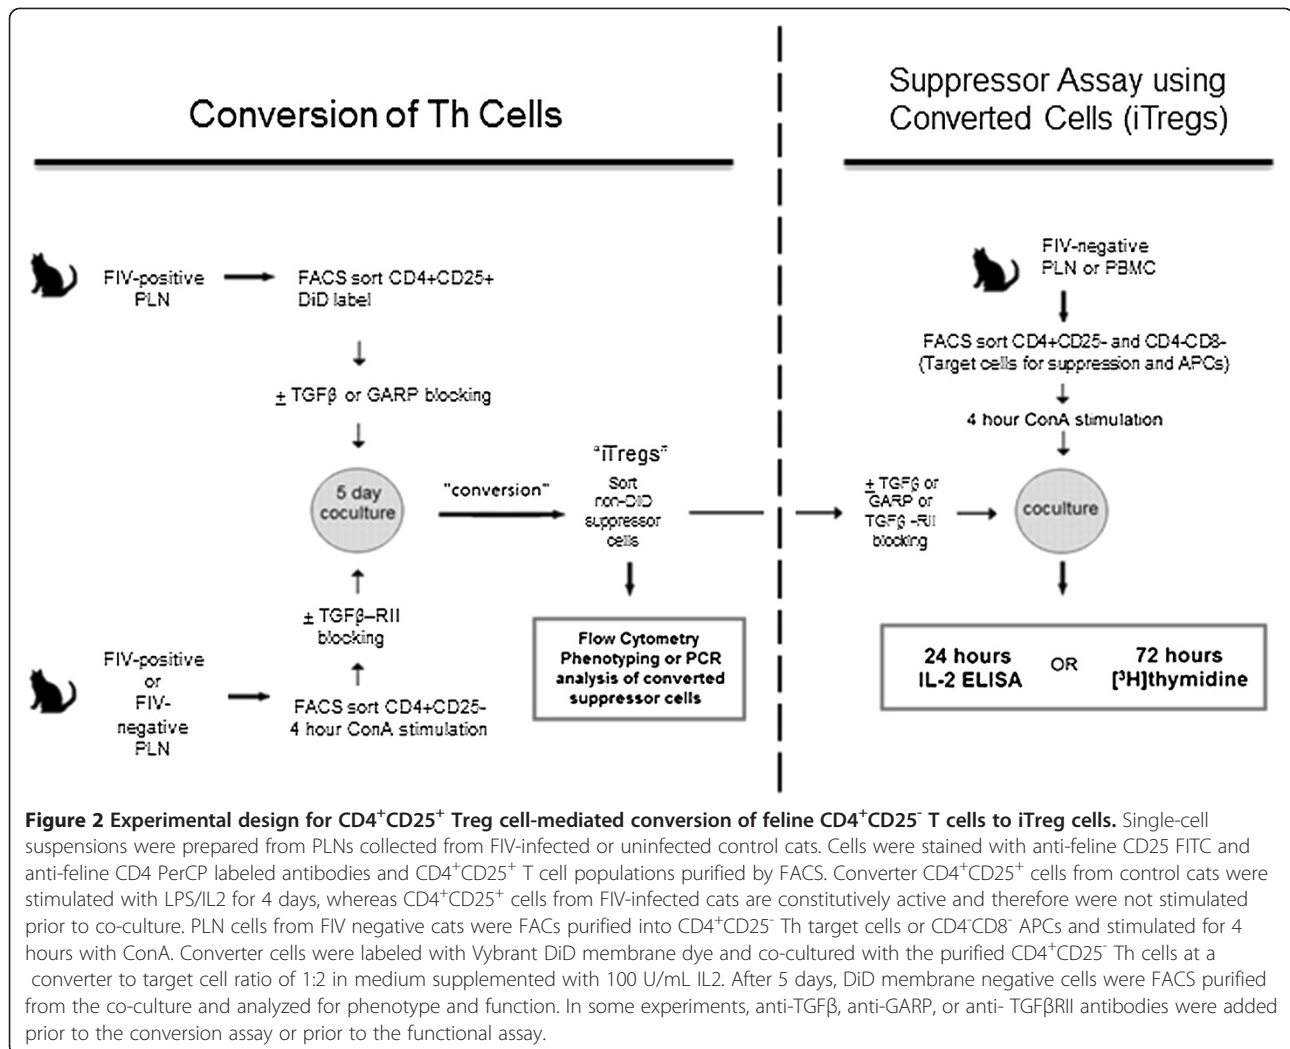 Conversion of Th Cells
Suppressor Assay using
Converted Cells (iTregs)
FIV-positive
PLN
FACS sort CD4+CD25+
DiD label
± TGFβ or GARP blocking
5 day
coculture
"conversion"
"iTregs"
Sort
non-DiD
suppressor
cells
± TGFβ-RII
blocking
FIV-positive
or
FIV-
negative
PLN
FACS sort CD4+CD25-
4 hour ConA stimulation
Flow Cytometry
Phenotyping or PCR
analysis of converted
suppressor cells
FIV-negative
PLN or PBMC
FACS sort CD4+CD25- and CD4-CD8-
(Target cells for suppression and APCs)
4 hour ConA stimulation
± TGFβ or
GARP or
TGFβ -RII
blocking
coculture
24 hours
IL-2 ELISA
OR
72 hours
[³H]thymidine
Figure 2 Experimental design for CD4⁺CD25⁺ Treg cell-mediated conversion of feline CD4⁺CD25⁻ T cells to iTreg cells. Single-cell
suspensions were prepared from PLNs collected from FIV-infected or uninfected control cats. Cells were stained with anti-feline CD25 FITC and
anti-feline CD4 PerCP labeled antibodies and CD4⁺CD25⁺ T cell populations purified by FACS. Converter CD4⁺CD25⁺ cells from control cats were
stimulated with LPS/IL2 for 4 days, whereas CD4⁺CD25⁺ cells from FIV-infected cats are constitutively active and therefore were not stimulated
prior to co-culture. PLN cells from FIV negative cats were FACs purified into CD4⁺CD25⁻ Th target cells or CD4⁻CD8⁻ APCs and stimulated for 4
hours with ConA. Converter cells were labeled with Vybrant DiD membrane dye and co-cultured with the purified CD4⁺CD25⁻ Th cells at a
converter to target cell ratio of 1:2 in medium supplemented with 100 U/mL IL2. After 5 days, DiD membrane negative cells were FACS purified
from the co-culture and analyzed for phenotype and function. In some experiments, anti-TGFβ, anti-GARP, or anti- TGFβRII antibodies were added
prior to the conversion assay or prior to the functional assay.